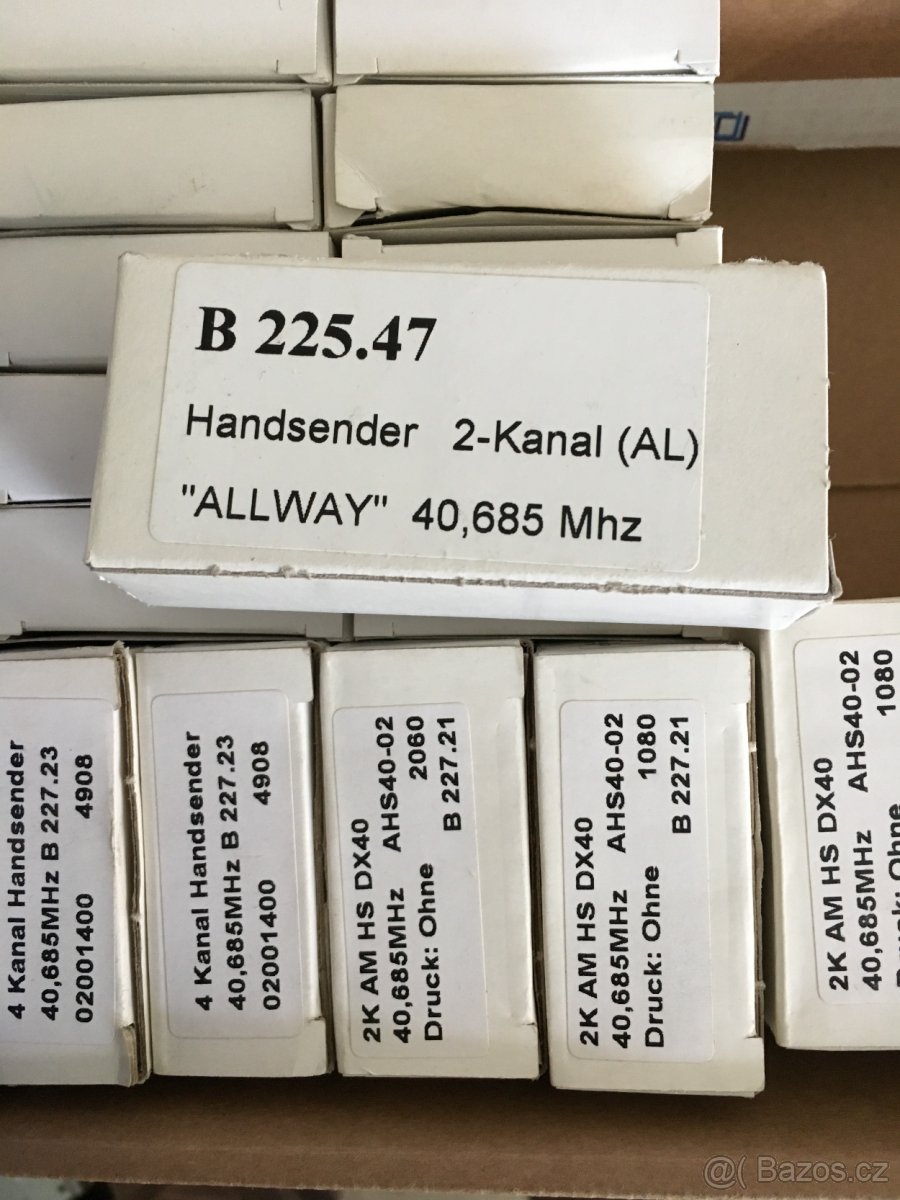 B 225.47
Handsender 2-Kanal (AL)
"ALLWAY" 40,685 Mhz
4 Kanal Handsender
40,685MHz B 227.23
02001400 4908
4 Kanal Handsender
40,685MHz B 227.23
02001400 4908
2K AM HS DX40
40,685MHz AHS40-02
Druck: Ohne 2060
B 227.21
2K AM HS DX40
40,685MHz AHS40-02
Druck: Ohne 1080
B 227.21
2K AM HS DX40
40,685MHz AHS40-02
Druck: Ohne 1080
@( Bazos.cz